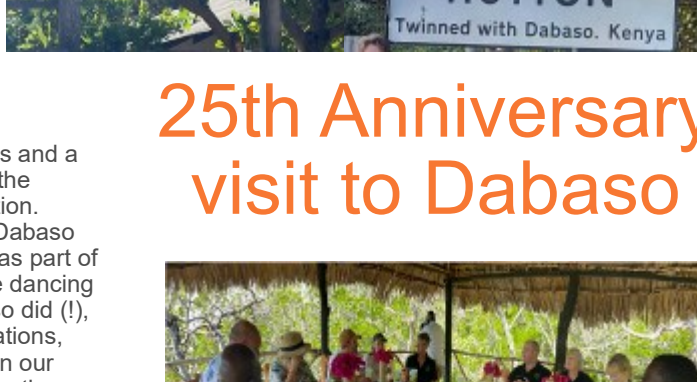 Twinned with Dabaso. Kenya
25th Anniversary
visit to Dabaso
s and a
the
ion.
Dabaso
as part of
e dancing
o did (!),
ations,
n our